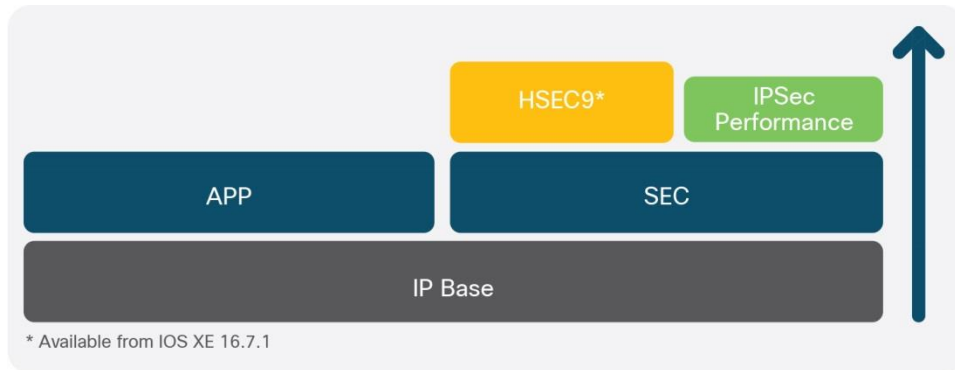 HSEC9*
IPSec
Performance
APP
SEC
IP Base
* Available from IOS XE 16.7.1